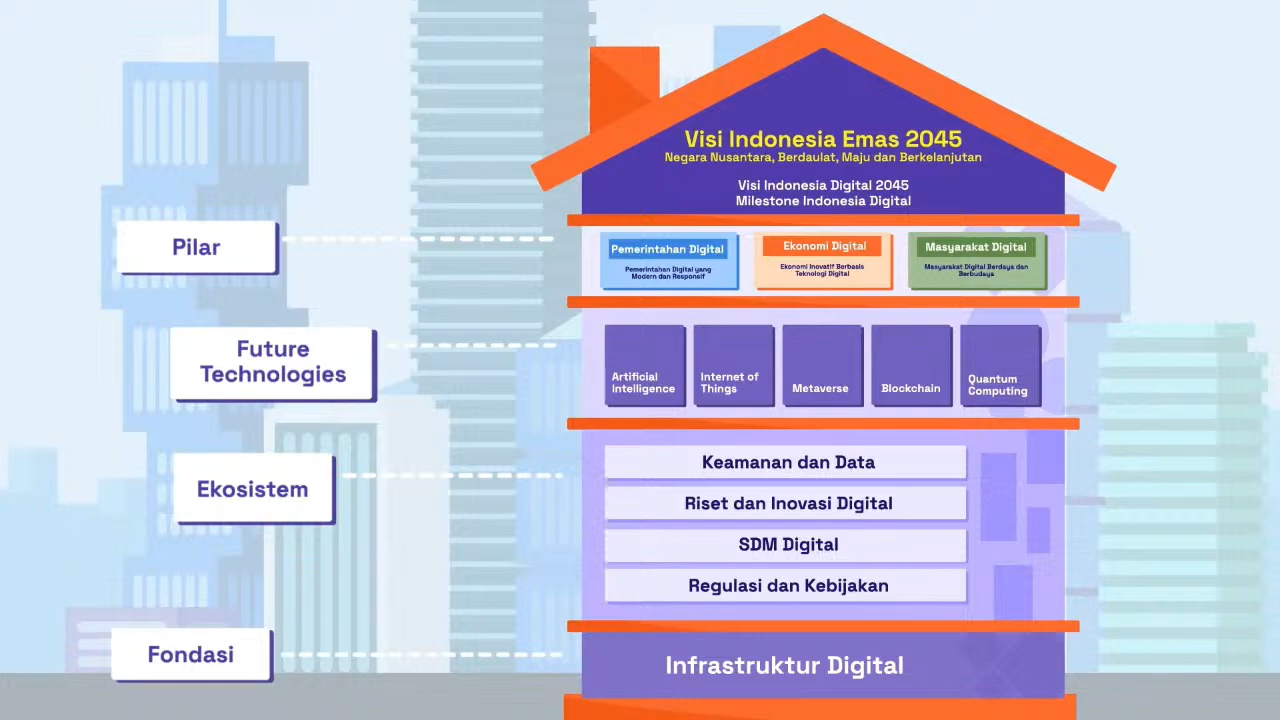 Visi Indonesia Emas 2045
Negara Nusantara, Berdaulat, Maju dan Berkelanjutan
Visi Indonesia Digital 2045
Milestone Indonesia Digital
Pilar
Pemerintahan Digital
Pemerintahan Digital yang
Modern dan Responsif
Ekonomi Digital
Ekonomi Inovatif Berbasis
Teknologi Digital
Masyarakat Digital
Masyarakat Digital Berdaya dan
Berbudaya
Future
Technologies
Artificial
Intelligence
Internet of
Things
Metaverse
Blockchain
Quantum
Computing
Ekosistem
Keamanan dan Data
Riset dan Inovasi Digital
SDM Digital
Regulasi dan Kebijakan
Fondasi
Infrastruktur Digital